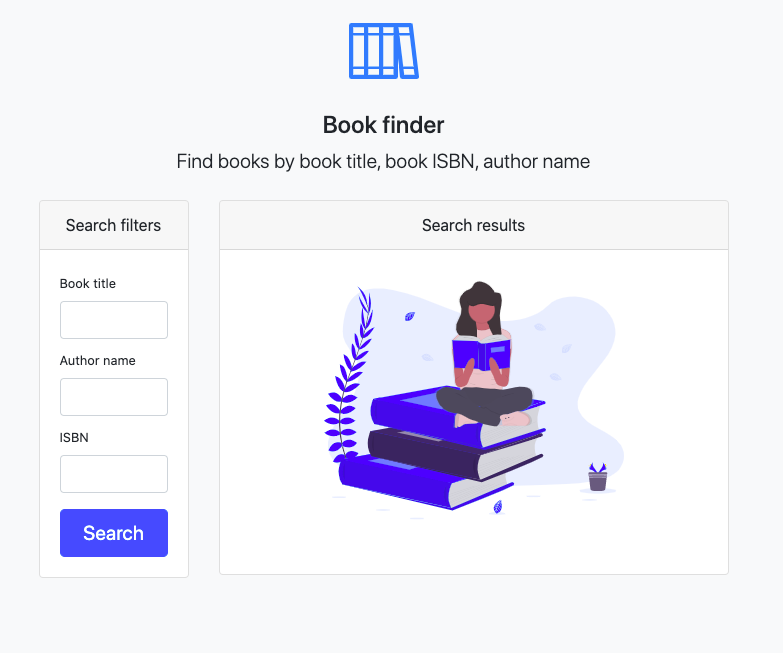 Book finder
Find books by book title, book ISBN, author name
Search filters
Book title
Author name
ISBN
Search
Search results